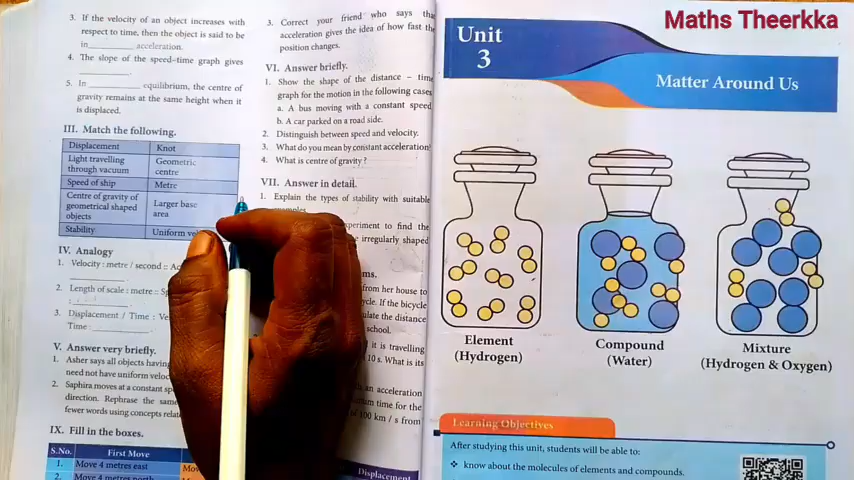 Maths Theerkka
3. If the velocity of an object increases with
respect to time, then the object is said to be
in________ acceleration.
4. The slope of the speed-time graph gives
__________.
5. In __________ equilibrium, the centre of
gravity remains at the same height when it
is displaced.
III. Match the following.
Displacement Knot
Light travelling
through vacuum
Geometric
centre
Speed of ship Metre
Centre of gravity of
geometrical shaped
objects
Larger base
area
Stability Uniform
IV. Analogy
1. Velocity : metre / second ::
2. Length of scale : metre ::
3. Displacement / Time :
Time : __________.
V. Answer very briefly.
1. Asher says all objects having
need not have uniform
2. Saphira moves at a constant
direction. Rephrase the same
fewer words using concepts
IX. Fill in the boxes.
S.No. First Move
1. Move 4 metres east
2. Move 4 metres north
3. Correct your friend who says that
acceleration gives the idea of how fast the
position changes.
VI. Answer briefly.
1. Show the shape of the distance – time
graph for the motion in the following cases
a. A bus moving with a constant speed
b. A car parked on a road side.
2. Distinguish between speed and velocity.
3. What do you mean by constant acceleration
4. What is centre of gravity ?
VII. Answer in detail.
1. Explain the types of stability with suitable
to find the
irregularly shaped
from her house to
If the bicycle
the distance
school.
it is travelling
10 s. What is its
an acceleration
time for the
100 km / s from
Displacement
Unit
3
Matter Around Us
Element
(Hydrogen)
Compound
(Water)
Mixture
(Hydrogen & Oxygen)
Learning Objectives
After studying this unit, students will be able to:
❖ know about the molecules of elements and compounds.